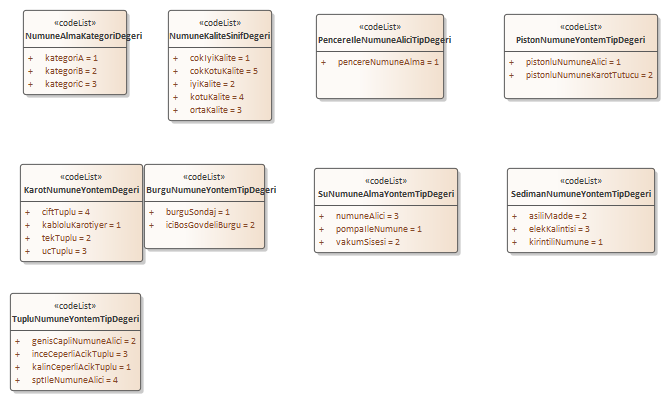 «codeList»
NumuneAlmaKategoriDegeri
+ kategoriA = 1
+ kategoriB = 2
+ kategoriC = 3
«codeList»
NumuneKaliteSinifDegeri
+ cokIyiKalite = 1
+ cokKotuKalite = 5
+ iyiKalite = 2
+ kotuKalite = 4
+ ortaKalite = 3
«codeList»
PencereIleNumuneAliciTipDegeri
+ pencereNumuneAlma = 1
«codeList»
PistonNumuneYontemTipDegeri
+ pistonluNumuneAlici = 1
+ pistonluNumuneKarotTutucu = 2
«codeList»
KarotNumuneYontemDegeri
+ ciftTuplu = 4
+ kabloluKarotiyer = 1
+ tekTuplu = 2
+ ucTuplu = 3
«codeList»
BurguNumuneYontemTipDegeri
+ burguSondaj = 1
+ iciBosGovdeliBurgu = 2
«codeList»
SuNumuneAlmaYontemTipDegeri
+ numuneAlici = 3
+ pompaIleNumune = 1
+ vakumSisesi = 2
«codeList»
SedimanNumuneYontemTipDegeri
+ asiliMadde = 2
+ elekKalintisi = 3
+ kirintiliNumune = 1
«codeList»
TupluNumuneYontemTipDegeri
+ genisCapliNumuneAlici = 2
+ inceCeperliAcikTuplu = 3
+ kalinCeperliAcikTuplu = 1
+ sptIleNumuneAlici = 4